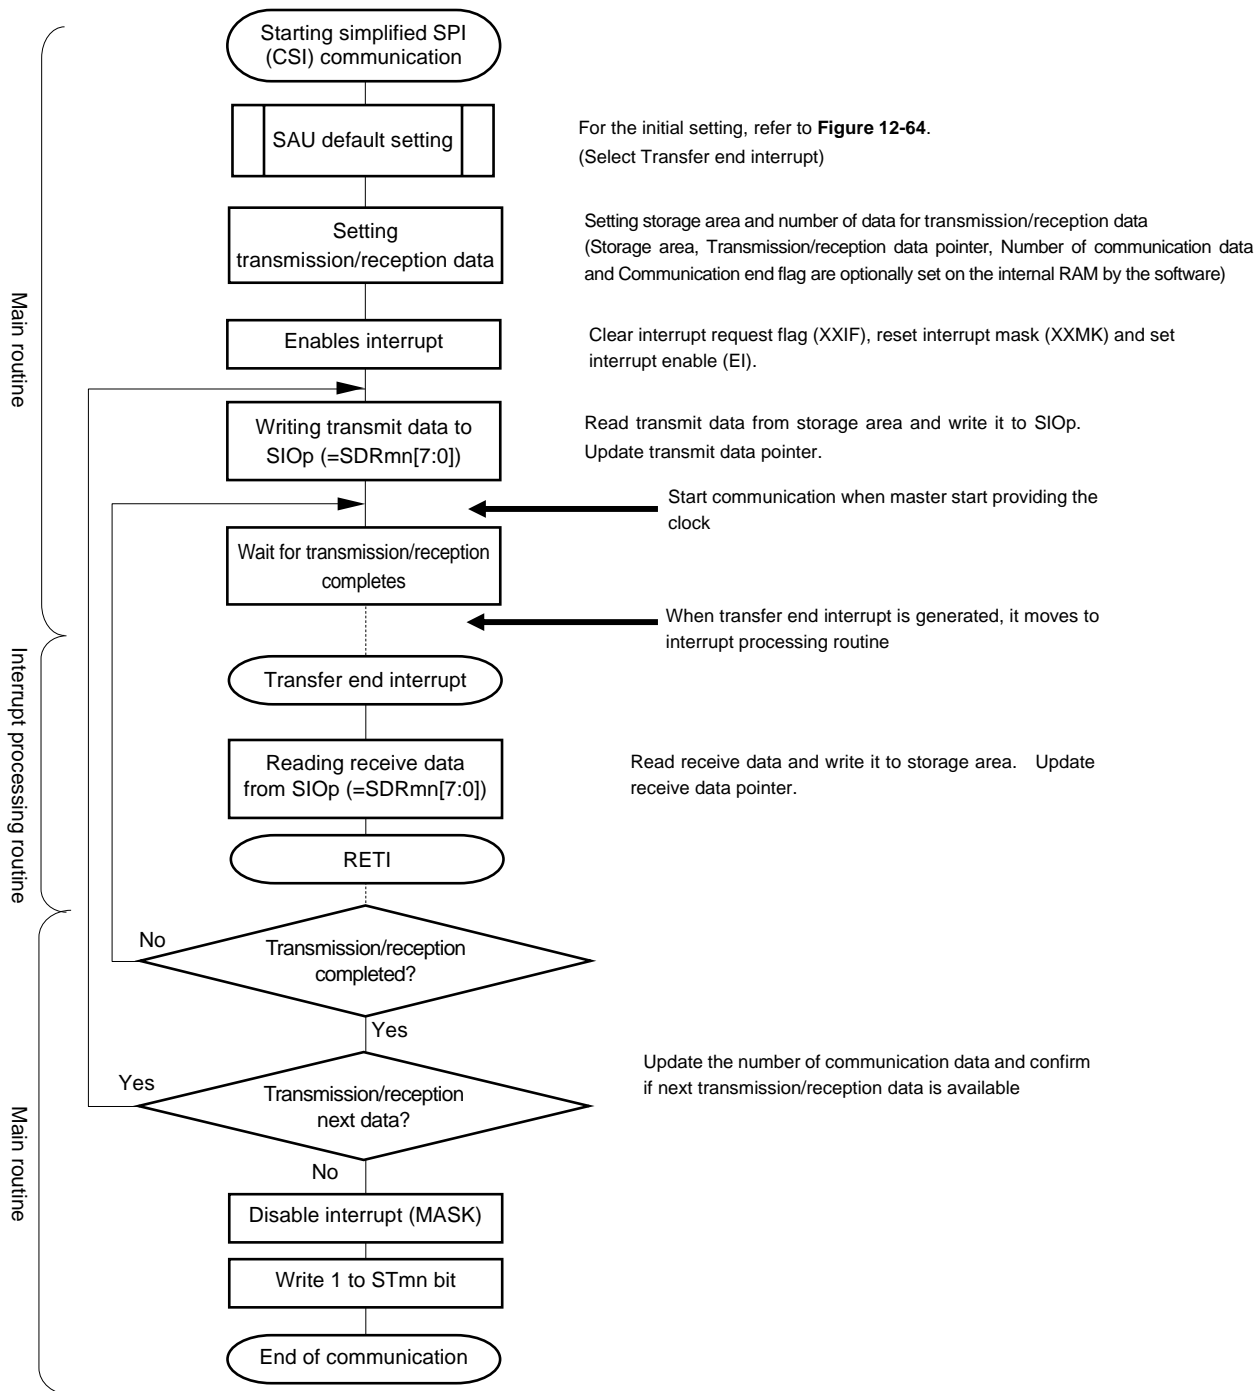 Starting simplified SPI
(CSI) communication
SAU default setting
For the initial setting, refer to Figure 12-64.
(Select Transfer end interrupt)
Setting
transmission/reception data
Setting storage area and number of data for transmission/reception data
(Storage area, Transmission/reception data pointer, Number of communication data
and Communication end flag are optionally set on the internal RAM by the software)
Main routine
Enables interrupt
Clear interrupt request flag (XXIF), reset interrupt mask (XXMK) and set
interrupt enable (EI).
Writing transmit data to
SIOp (=SDRmn[7:0])
Read transmit data from storage area and write it to SIOp.
Update transmit data pointer.
Start communication when master start providing the
clock
Wait for transmission/reception
completes
When transfer end interrupt is generated, it moves to
interrupt processing routine
Interrupt processing routine
Transfer end interrupt
Reading receive data
from SIOp (=SDRmn[7:0])
Read receive data and write it to storage area. Update
receive data pointer.
RETI
No
Transmission/reception
completed?
Yes
Main routine
Yes
Transmission/reception
next data?
Update the number of communication data and confirm
if next transmission/reception data is available
No
Disable interrupt (MASK)
Write 1 to STmn bit
End of communication